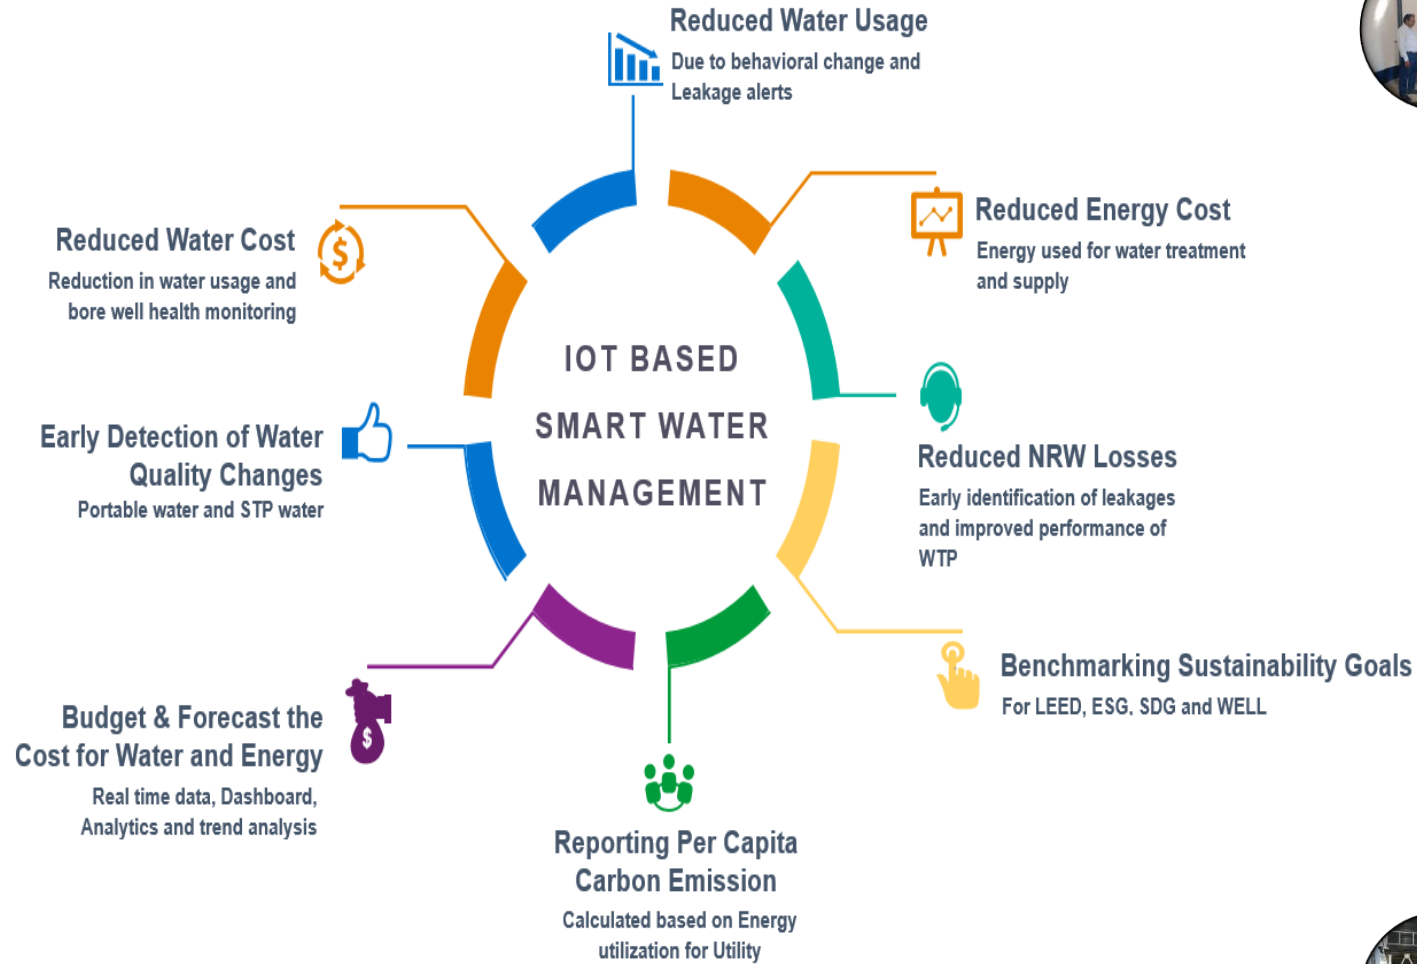 Reduced Water Usage
Due to behavioral change and
Leakage alerts
Reduced Energy Cost
Energy used for water treatment
and supply
Reduced NRW Losses
Early identification of leakages
and improved performance of
WTP
Benchmarking Sustainability Goals
For LEED, ESG, SDG and WELL
Reporting Per Capita
Carbon Emission
Calculated based on Energy
utilization for Utility
Budget & Forecast the
Cost for Water and Energy
Real time data, Dashboard,
Analytics and trend analysis
Early Detection of Water
Quality Changes
Portable water and STP water
Reduced Water Cost
Reduction in water usage and
bore well health monitoring
IOT BASED
SMART WATER
MANAGEMENT
$
$